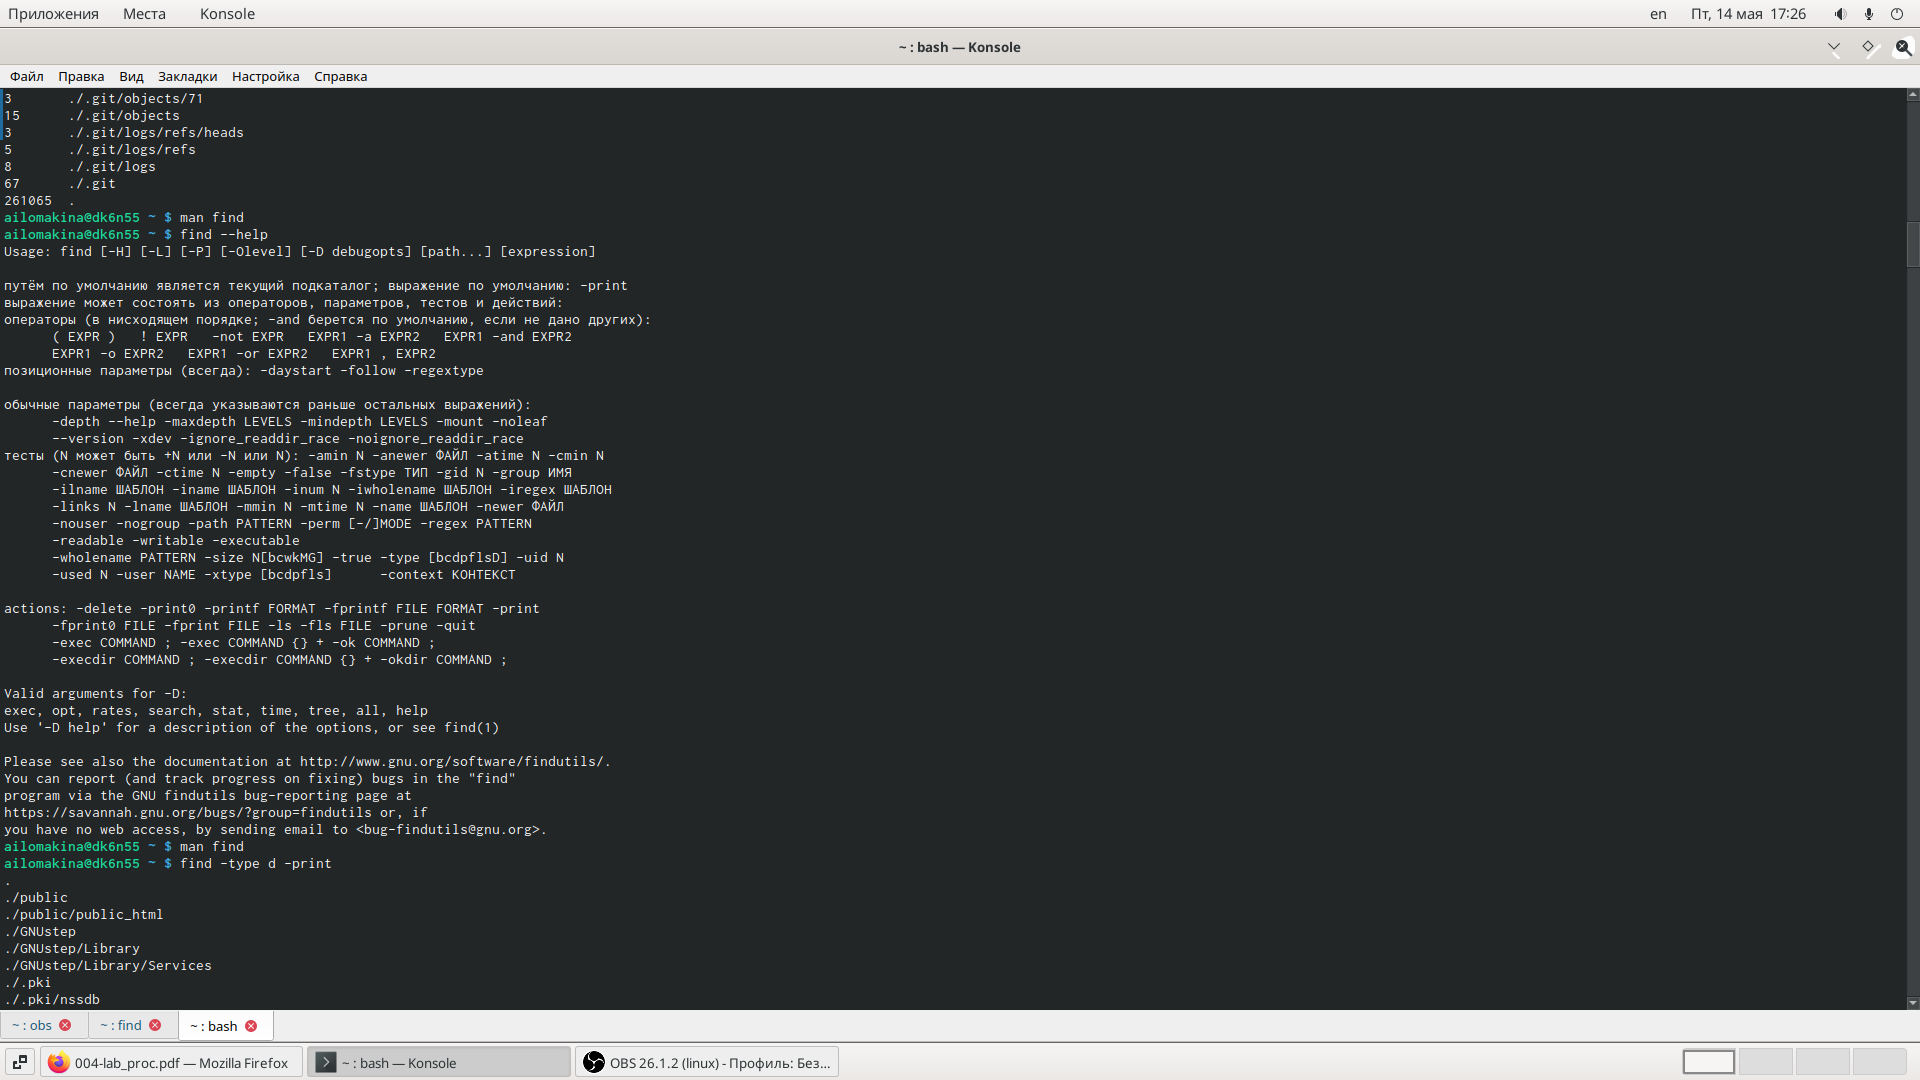 Приложения Места Konsole en Пт, 14 мая 17:26
~ : bash — Konsole
Файл Правка Вид Закладки Настройка Справка
3 ./.git/objects/71
15 ./.git/objects
3 ./.git/logs/refs/heads
5 ./.git/logs/refs
8 ./.git/logs
67 ./.git
261065 .
ailomakina@dk6n55 ~ $ man find
ailomakina@dk6n55 ~ $ find --help
Usage: find [-H] [-L] [-P] [-Olevel] [-D debugopts] [path...] [expression]
путём по умолчанию является текущий подкаталог; выражение по умолчанию: -print
выражение может состоять из операторов, параметров, тестов и действий:
операторы (в нисходящем порядке; -and берется по умолчанию, если не дано других):
( EXPR ) ! EXPR -not EXPR EXPR1 -a EXPR2 EXPR1 -and EXPR2
EXPR1 -o EXPR2 EXPR1 -or EXPR2 EXPR1 , EXPR2
позиционные параметры (всегда): -daystart -follow -regextype
обычные параметры (всегда указываются раньше остальных выражений):
-depth --help -maxdepth LEVELS -mindepth LEVELS -mount -noleaf
--version -xdev -ignore_readdir_race -noignore_readdir_race
тесты (N может быть +N или -N или N): -amin N -anewer ФАЙЛ -atime N -cmin N
-cnewer ФАЙЛ -ctime N -empty -false -fstype ТИП -gid N -group ИМЯ
-ilname ШАБЛОН -iname ШАБЛОН -inum N -iwholename ШАБЛОН -iregex ШАБЛОН
-links N -lname ШАБЛОН -mmin N -mtime N -name ШАБЛОН -newer ФАЙЛ
-nouser -nogroup -path PATTERN -perm [-/]MODE -regex PATTERN
-readable -writable -executable
-wholename PATTERN -size N[bcwkMG] -true -type [bcdpflsD] -uid N
-used N -user NAME -xtype [bcdpfls] -context КОНТЕКСТ
actions: -delete -print0 -printf FORMAT -fprintf FILE FORMAT -print
-fprint0 FILE -fprint FILE -ls -fls FILE -prune -quit
-exec COMMAND ; -exec COMMAND {} + -ok COMMAND ;
-execdir COMMAND ; -execdir COMMAND {} + -okdir COMMAND ;
Valid arguments for -D:
exec, opt, rates, search, stat, time, tree, all, help
Use '-D help' for a description of the options, or see find(1)
Please see also the documentation at http://www.gnu.org/software/findutils/.
You can report (and track progress on fixing) bugs in the "find"
program via the GNU findutils bug-reporting page at
https://savannah.gnu.org/bugs/?group=findutils or, if
you have no web access, by sending email to <bug-findutils@gnu.org>.
ailomakina@dk6n55 ~ $ man find
ailomakina@dk6n55 ~ $ find -type d -print
.
./public
./public/public_html
./GNUstep
./GNUstep/Library
./GNUstep/Library/Services
./.pki
./.pki/nssdb
~ : obs ~ : find ~ : bash
004-lab_proc.pdf — Mozilla Firefox ~ : bash — Konsole OBS 26.1.2 (linux) - Профиль: Без...